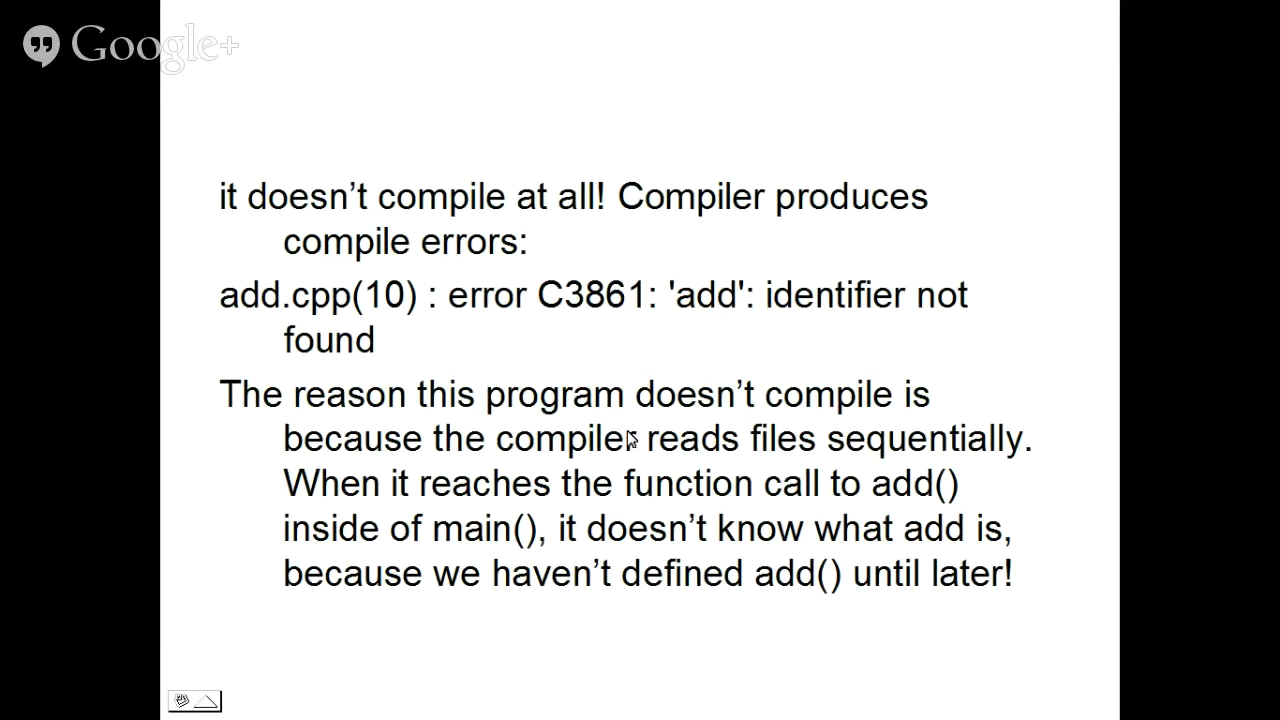 Google+
it doesn’t compile at all! Compiler produces
compile errors:
add.cpp(10) : error C3861: 'add': identifier not
found
The reason this program doesn’t compile is
because the compiler reads files sequentially.
When it reaches the function call to add()
inside of main(), it doesn’t know what add is,
because we haven’t defined add() until later!